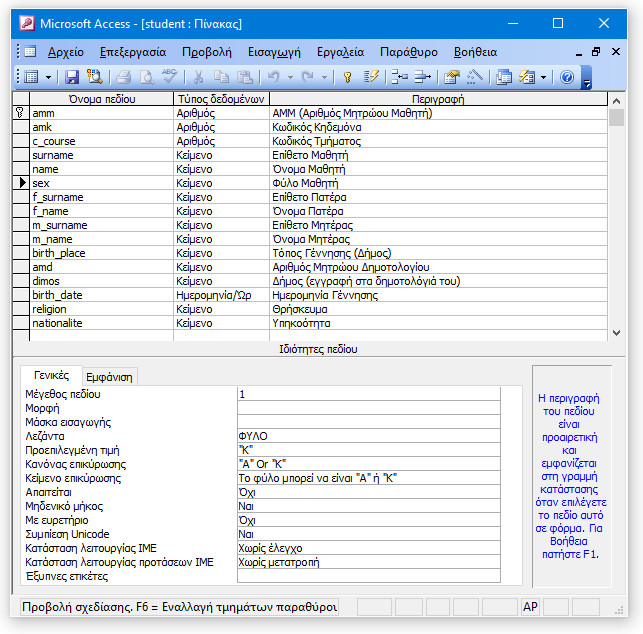 Microsoft Access - [student : Πίνακας]
Αρχείο Επεξεργασία Προβολή Εισαγωγή Εργαλεία Παράθυρο Βοήθεια
Όνομα πεδίου Τύπος δεδομένων Περιγραφή
amm Αριθμός ΑΜΜ (Αριθμός Μητρώου Μαθητή)
amk Αριθμός Κωδικός Κηδεμόνα
c_course Αριθμός Κωδικός Τμήματος
surname Κείμενο Επίθετο Μαθητή
name Κείμενο Όνομα Μαθητή
sex Κείμενο Φύλο Μαθητή
f_surname Κείμενο Επίθετο Πατέρα
f_name Κείμενο Όνομα Πατέρα
m_surname Κείμενο Επίθετο Μητέρας
m_name Κείμενο Όνομα Μητέρας
birth_place Κείμενο Τόπος Γέννησης (Δήμος)
amd Κείμενο Αριθμός Μητρώου Δημοτολογίου
dimos Κείμενο Δήμος (εγγραφή στα δημοτολόγιά του)
birth_date Ημερομηνία/Ώρ Ημερομηνία Γέννησης
religion Κείμενο Θρήσκευμα
nationalite Κείμενο Υπηκοότητα
Ιδιότητες πεδίου
Γενικές Εμφάνιση
Μέγεθος πεδίου 1
Μορφή
Μάσκα εισαγωγής
Λεζάντα ΦΥΛΟ
Προεπιλεγμένη τιμή "Κ"
Κανόνας επικύρωσης "Α" Or "Κ"
Κείμενο επικύρωσης Το φύλο μπορεί να είναι "Α" ή "Κ"
Απαιτείται Όχι
Μηδενικό μήκος Ναι
Με ευρετήριο Όχι
Συμπίεση Unicode Ναι
Κατάσταση λειτουργίας IME Χωρίς έλεγχο
Κατάσταση λειτουργίας προτάσεων IME Χωρίς μετατροπή
Έξυπνες ετικέτες
Η περιγραφή
του πεδίου
είναι
προαιρετική
και
εμφανίζεται
στη γραμμή
κατάστασης
όταν επιλέγετε
το πεδίο αυτό
σε φόρμα. Για
Βοήθεια
πατήστε F1.
Προβολή σχεδίασης. F6 = Εναλλαγή τμημάτων παραθύροι ΑΡ